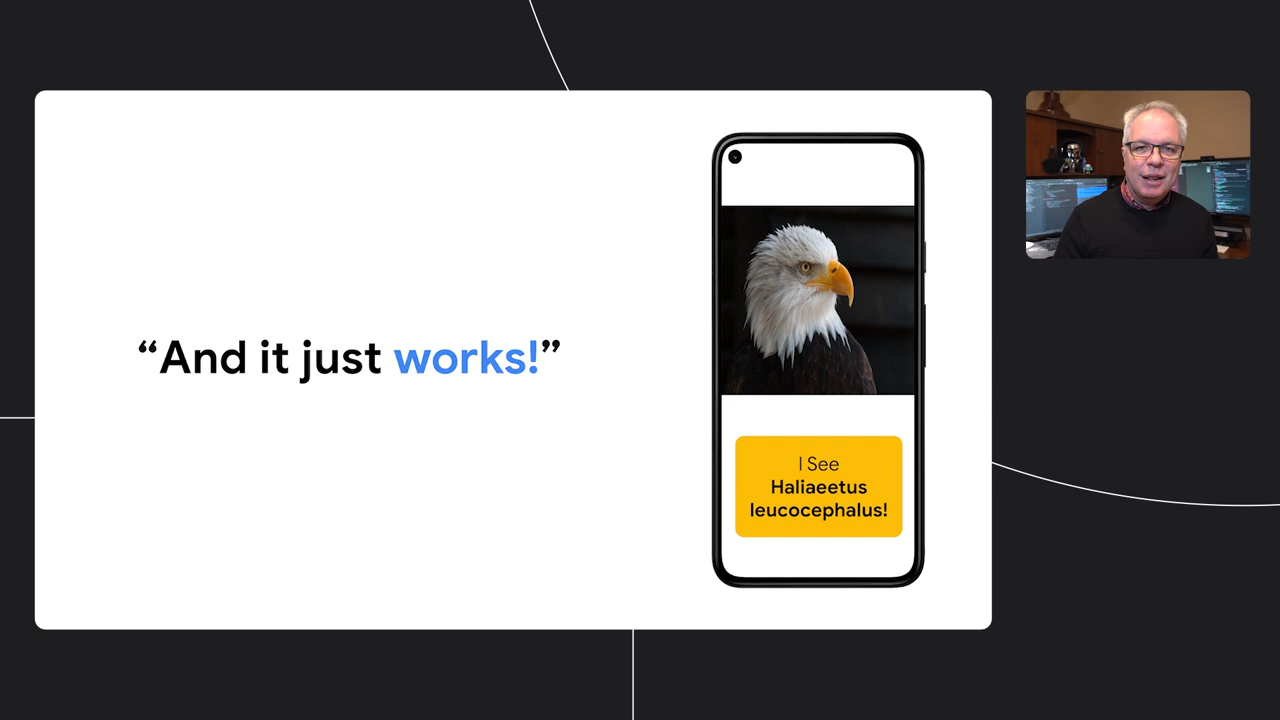 “And it just works!”
I See
Haliaeetus
leucocephalus!